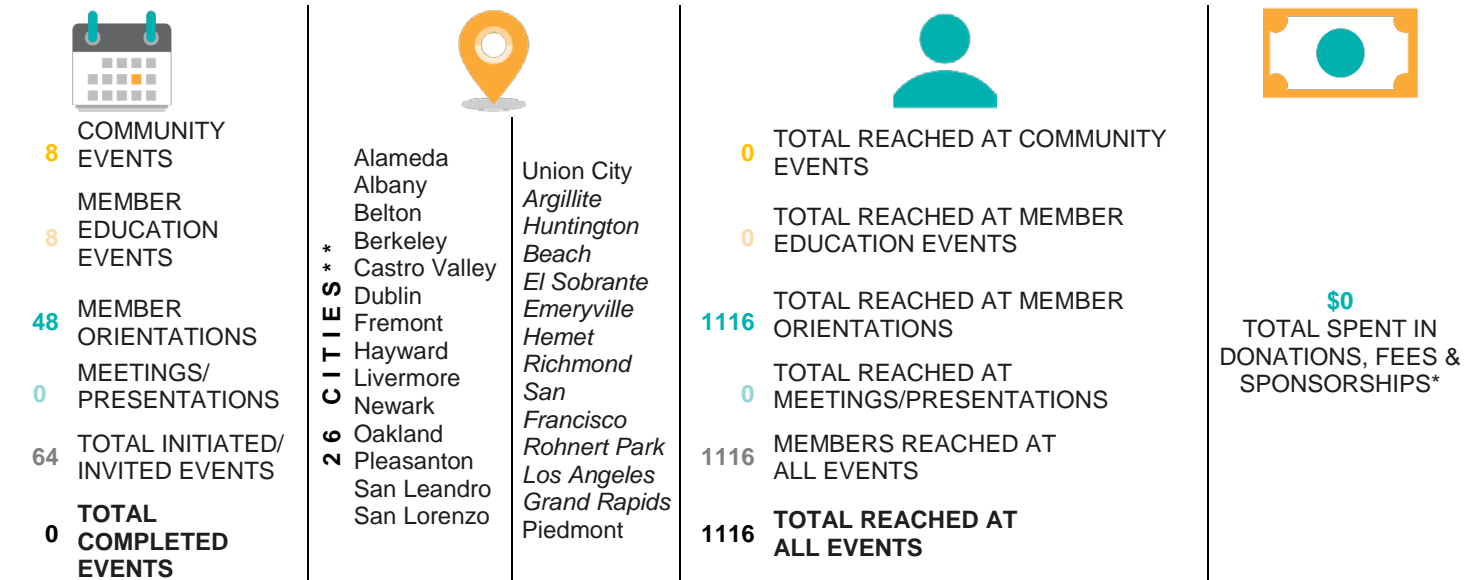 8 COMMUNITY
EVENTS
8 MEMBER
EDUCATION
EVENTS
48 MEMBER
ORIENTATIONS
0 MEETINGS/
PRESENTATIONS
64 TOTAL INITIATED/
INVITED EVENTS
0 TOTAL
COMPLETED
EVENTS
26 CITIES**
Alameda
Albany
Belton
Berkeley
Castro Valley
Dublin
Fremont
Hayward
Livermore
Newark
Oakland
Pleasanton
San Leandro
San Lorenzo
Union City
Argillite
Huntington
Beach
El Sobrante
Emeryville
Hemet
Richmond
San
Francisco
Rohnert Park
Los Angeles
Grand Rapids
Piedmont
0 TOTAL REACHED AT COMMUNITY
EVENTS
0 TOTAL REACHED AT MEMBER
EDUCATION EVENTS
1116 TOTAL REACHED AT MEMBER
ORIENTATIONS
0 TOTAL REACHED AT
MEETINGS/PRESENTATIONS
1116 MEMBERS REACHED AT
ALL EVENTS
1116 TOTAL REACHED AT
ALL EVENTS
$0
TOTAL SPENT IN
DONATIONS, FEES &
SPONSORSHIPS*